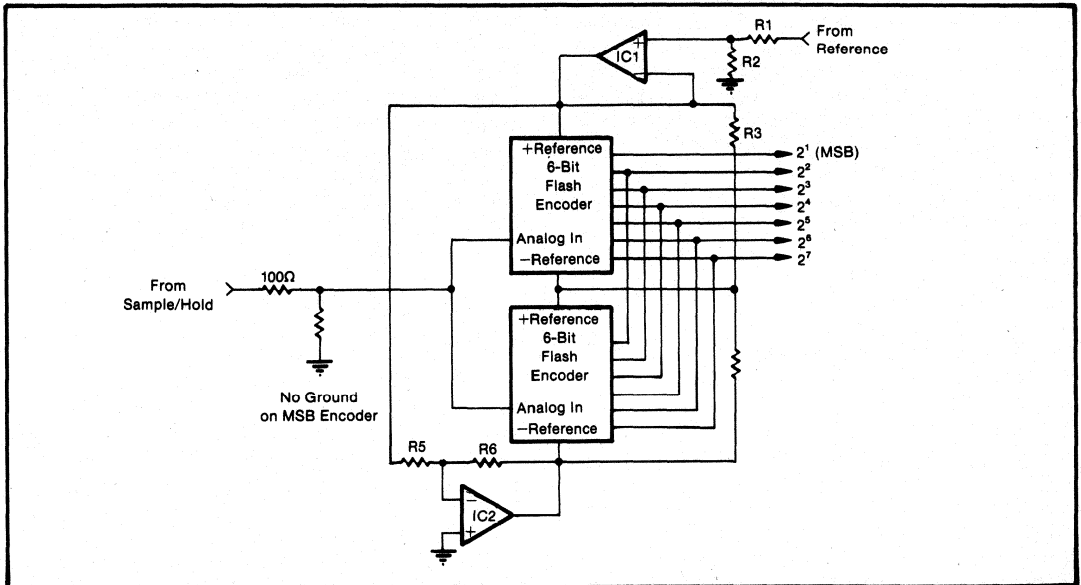 R1
From
Reference
+
IC1
−
R2
R3
+Reference
6-Bit
Flash
Encoder
Analog In
−Reference
2¹ (MSB)
2²
2³
2⁴
2⁵
2⁶
2⁷
From
Sample/Hold
100Ω
No Ground
on MSB Encoder
+Reference
6-Bit
Flash
Encoder
Analog In
−Reference
R5
R6
−
IC2
+